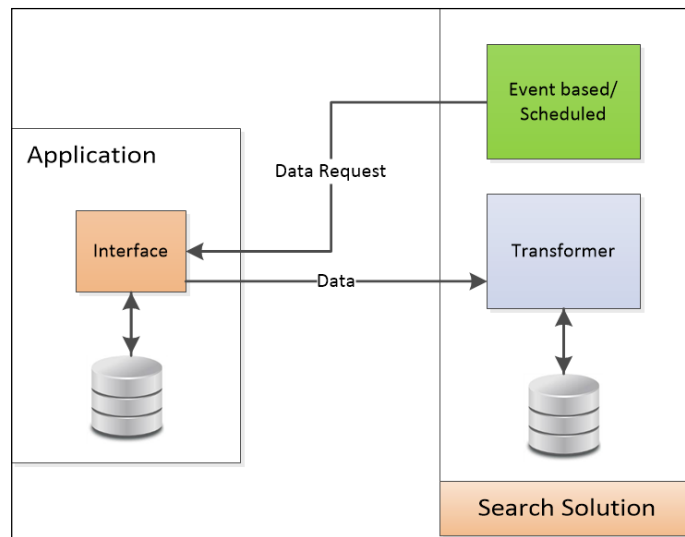 Event based/
Scheduled
Application
Data Request
Interface
Transformer
Data
Search Solution